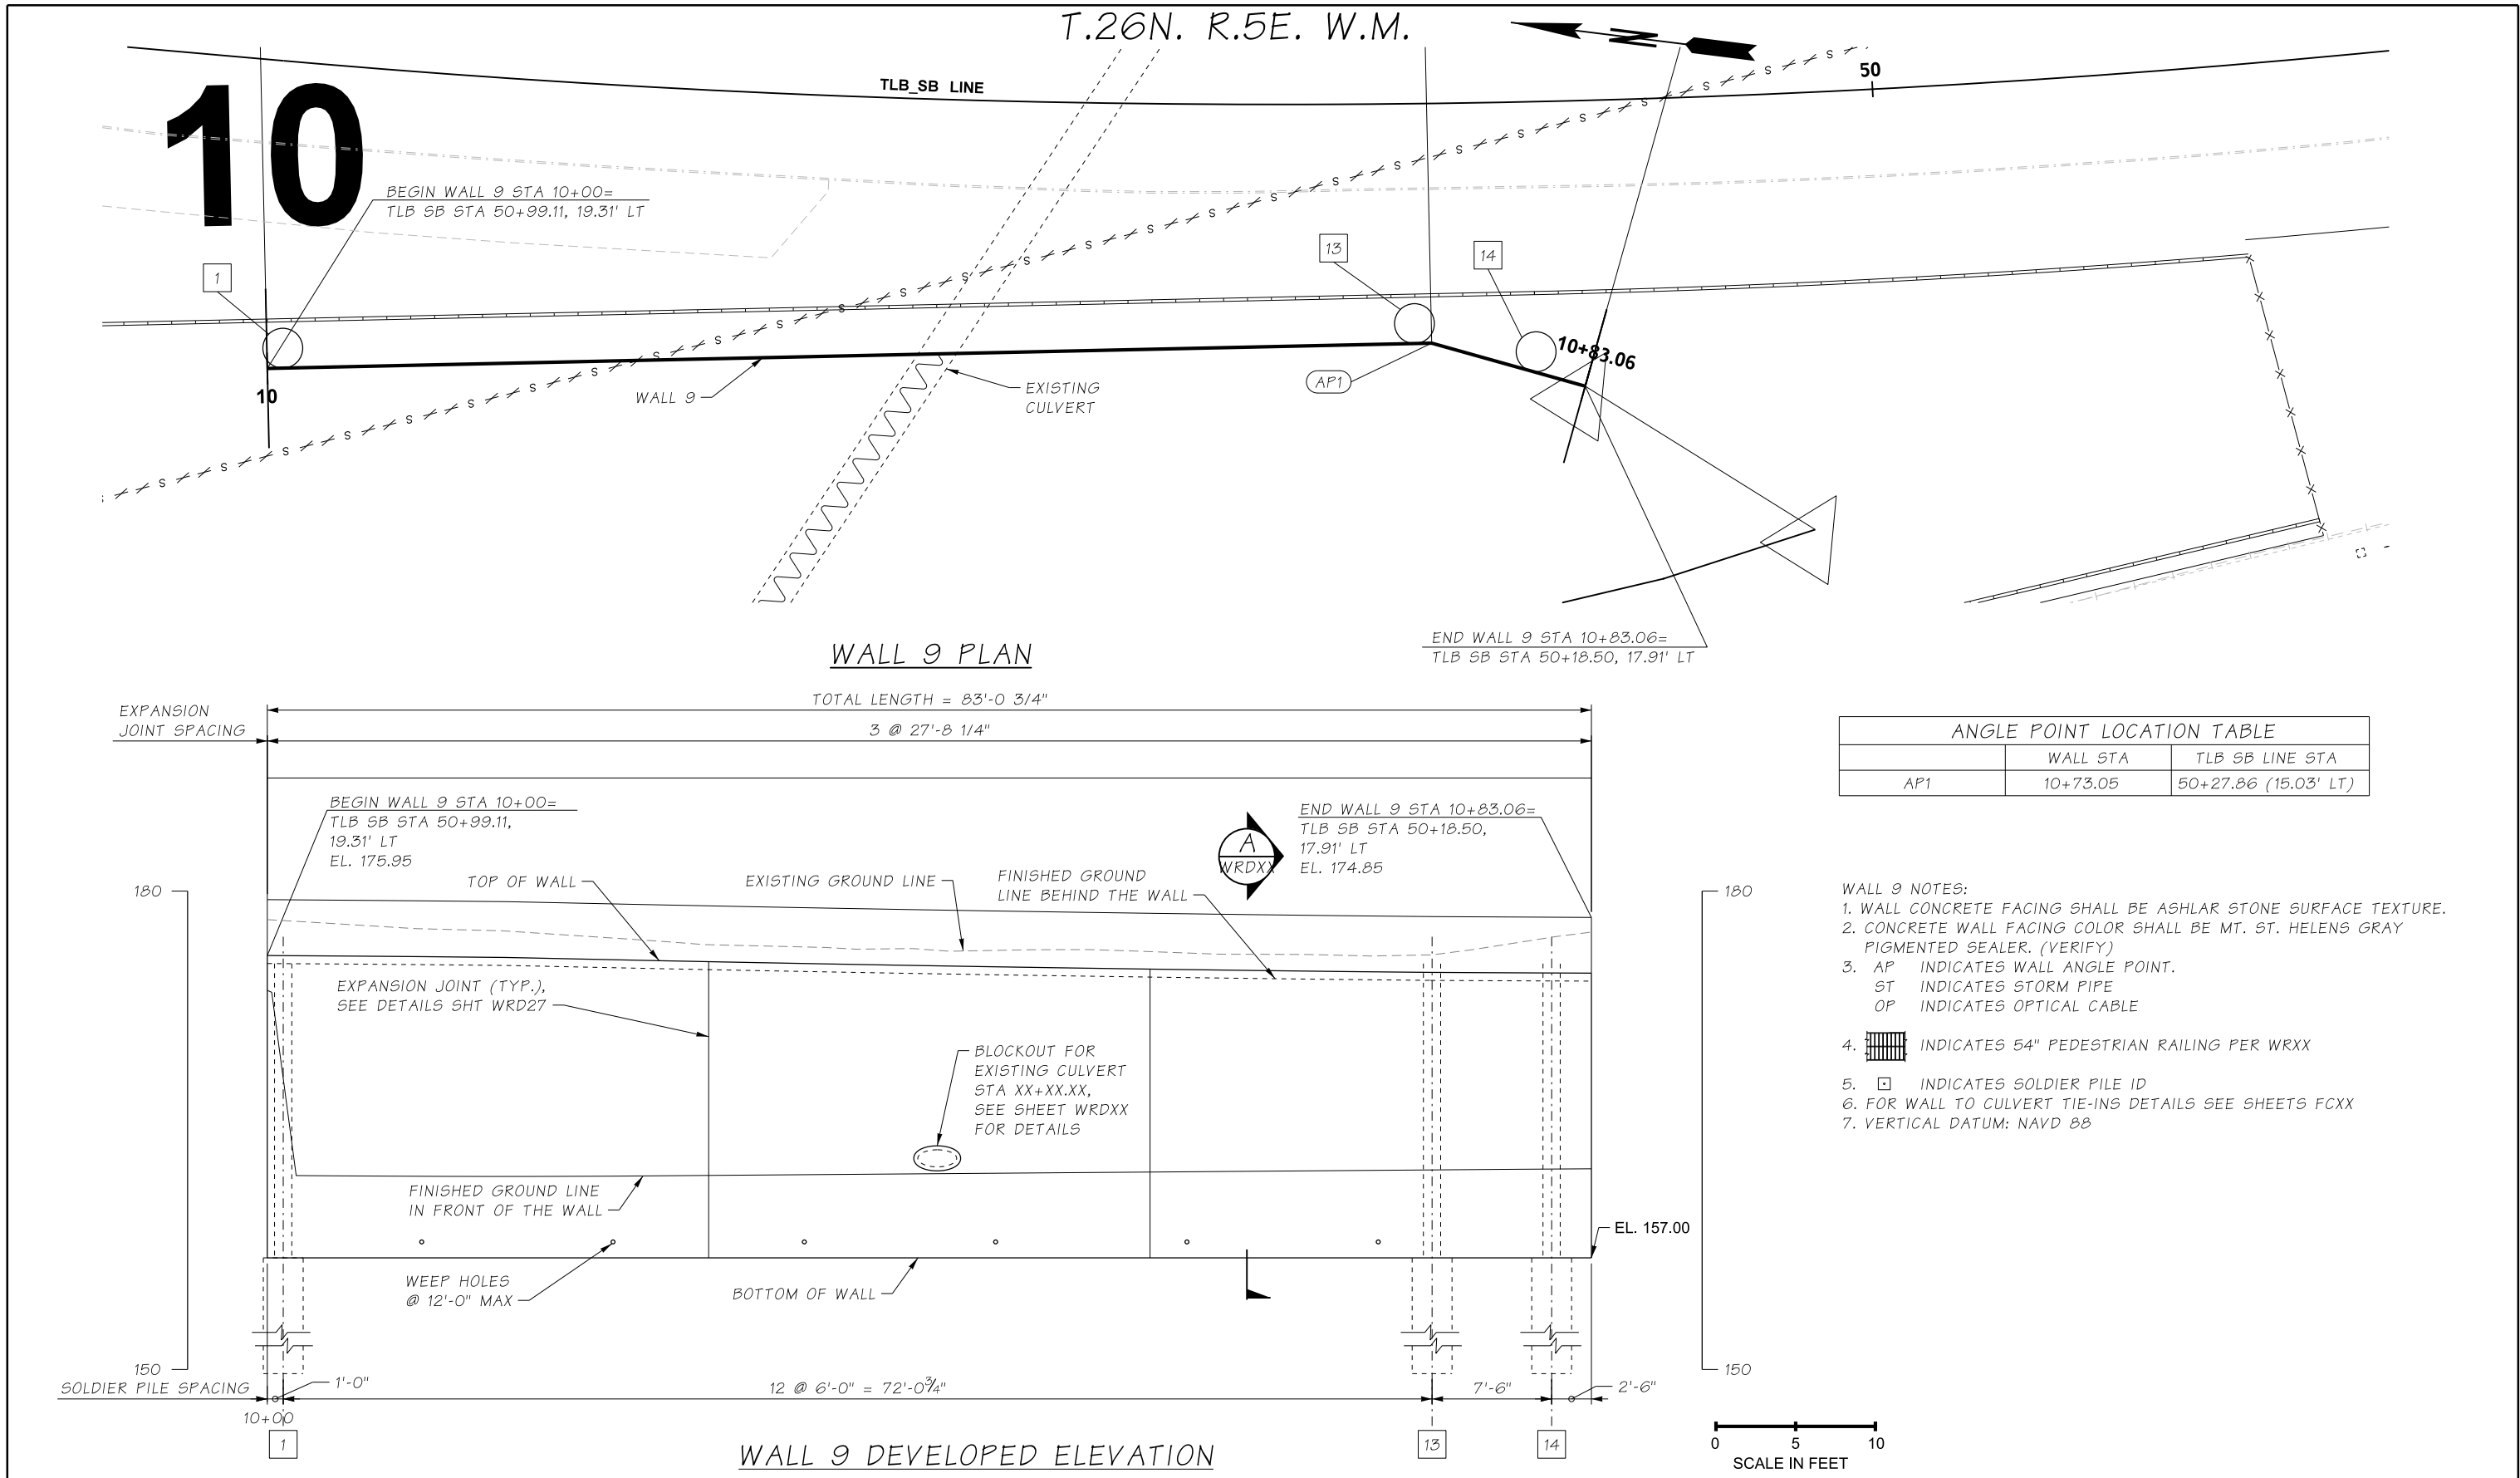 T.26N. R.5E. W.M.
N
10
TLB_SB LINE
50
BEGIN WALL 9 STA 10+00=
TLB SB STA 50+99.11, 19.31' LT
1
13
14
10+83.06
AP1
10
WALL 9
EXISTING
CULVERT
S S S S S S S S S S S S S S S S S S S S S S S S S S S S
END WALL 9 STA 10+83.06=
TLB SB STA 50+18.50, 17.91' LT
WALL 9 PLAN
TOTAL LENGTH = 83'-0 3/4"
EXPANSION
JOINT SPACING
3 @ 27'-8 1/4"
ANGLE POINT LOCATION TABLE
WALL STA TLB SB LINE STA
AP1 10+73.05 50+27.86 (15.03' LT)
BEGIN WALL 9 STA 10+00=
TLB SB STA 50+99.11,
19.31' LT
EL. 175.95
A
WRDXX
END WALL 9 STA 10+83.06=
TLB SB STA 50+18.50,
17.91' LT
EL. 174.85
180
TOP OF WALL
EXISTING GROUND LINE
FINISHED GROUND
LINE BEHIND THE WALL
180
EXPANSION JOINT (TYP.),
SEE DETAILS SHT WRD27
BLOCKOUT FOR
EXISTING CULVERT
STA XX+XX.XX,
SEE SHEET WRDXX
FOR DETAILS
FINISHED GROUND LINE
IN FRONT OF THE WALL
EL. 157.00
WEEP HOLES
@ 12'-0" MAX
BOTTOM OF WALL
150
150
SOLDIER PILE SPACING
1'-0"
12 @ 6'-0" = 72'-0 3/4"
7'-6"
2'-6"
10+00
1
13
14
WALL 9 DEVELOPED ELEVATION
WALL 9 NOTES:
1. WALL CONCRETE FACING SHALL BE ASHLAR STONE SURFACE TEXTURE.
2. CONCRETE WALL FACING COLOR SHALL BE MT. ST. HELENS GRAY
PIGMENTED SEALER. (VERIFY)
3. AP INDICATES WALL ANGLE POINT.
ST INDICATES STORM PIPE
OP INDICATES OPTICAL CABLE
4. INDICATES 54" PEDESTRIAN RAILING PER WRXX
5. INDICATES SOLDIER PILE ID
6. FOR WALL TO CULVERT TIE-INS DETAILS SEE SHEETS FCXX
7. VERTICAL DATUM: NAVD 88
0 5 10
SCALE IN FEET